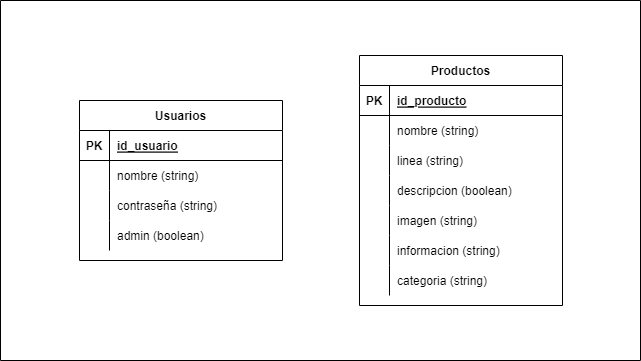 Usuarios
PK id_usuario
nombre (string)
contraseña (string)
admin (boolean)
Productos
PK id_producto
nombre (string)
linea (string)
descripcion (boolean)
imagen (string)
informacion (string)
categoria (string)